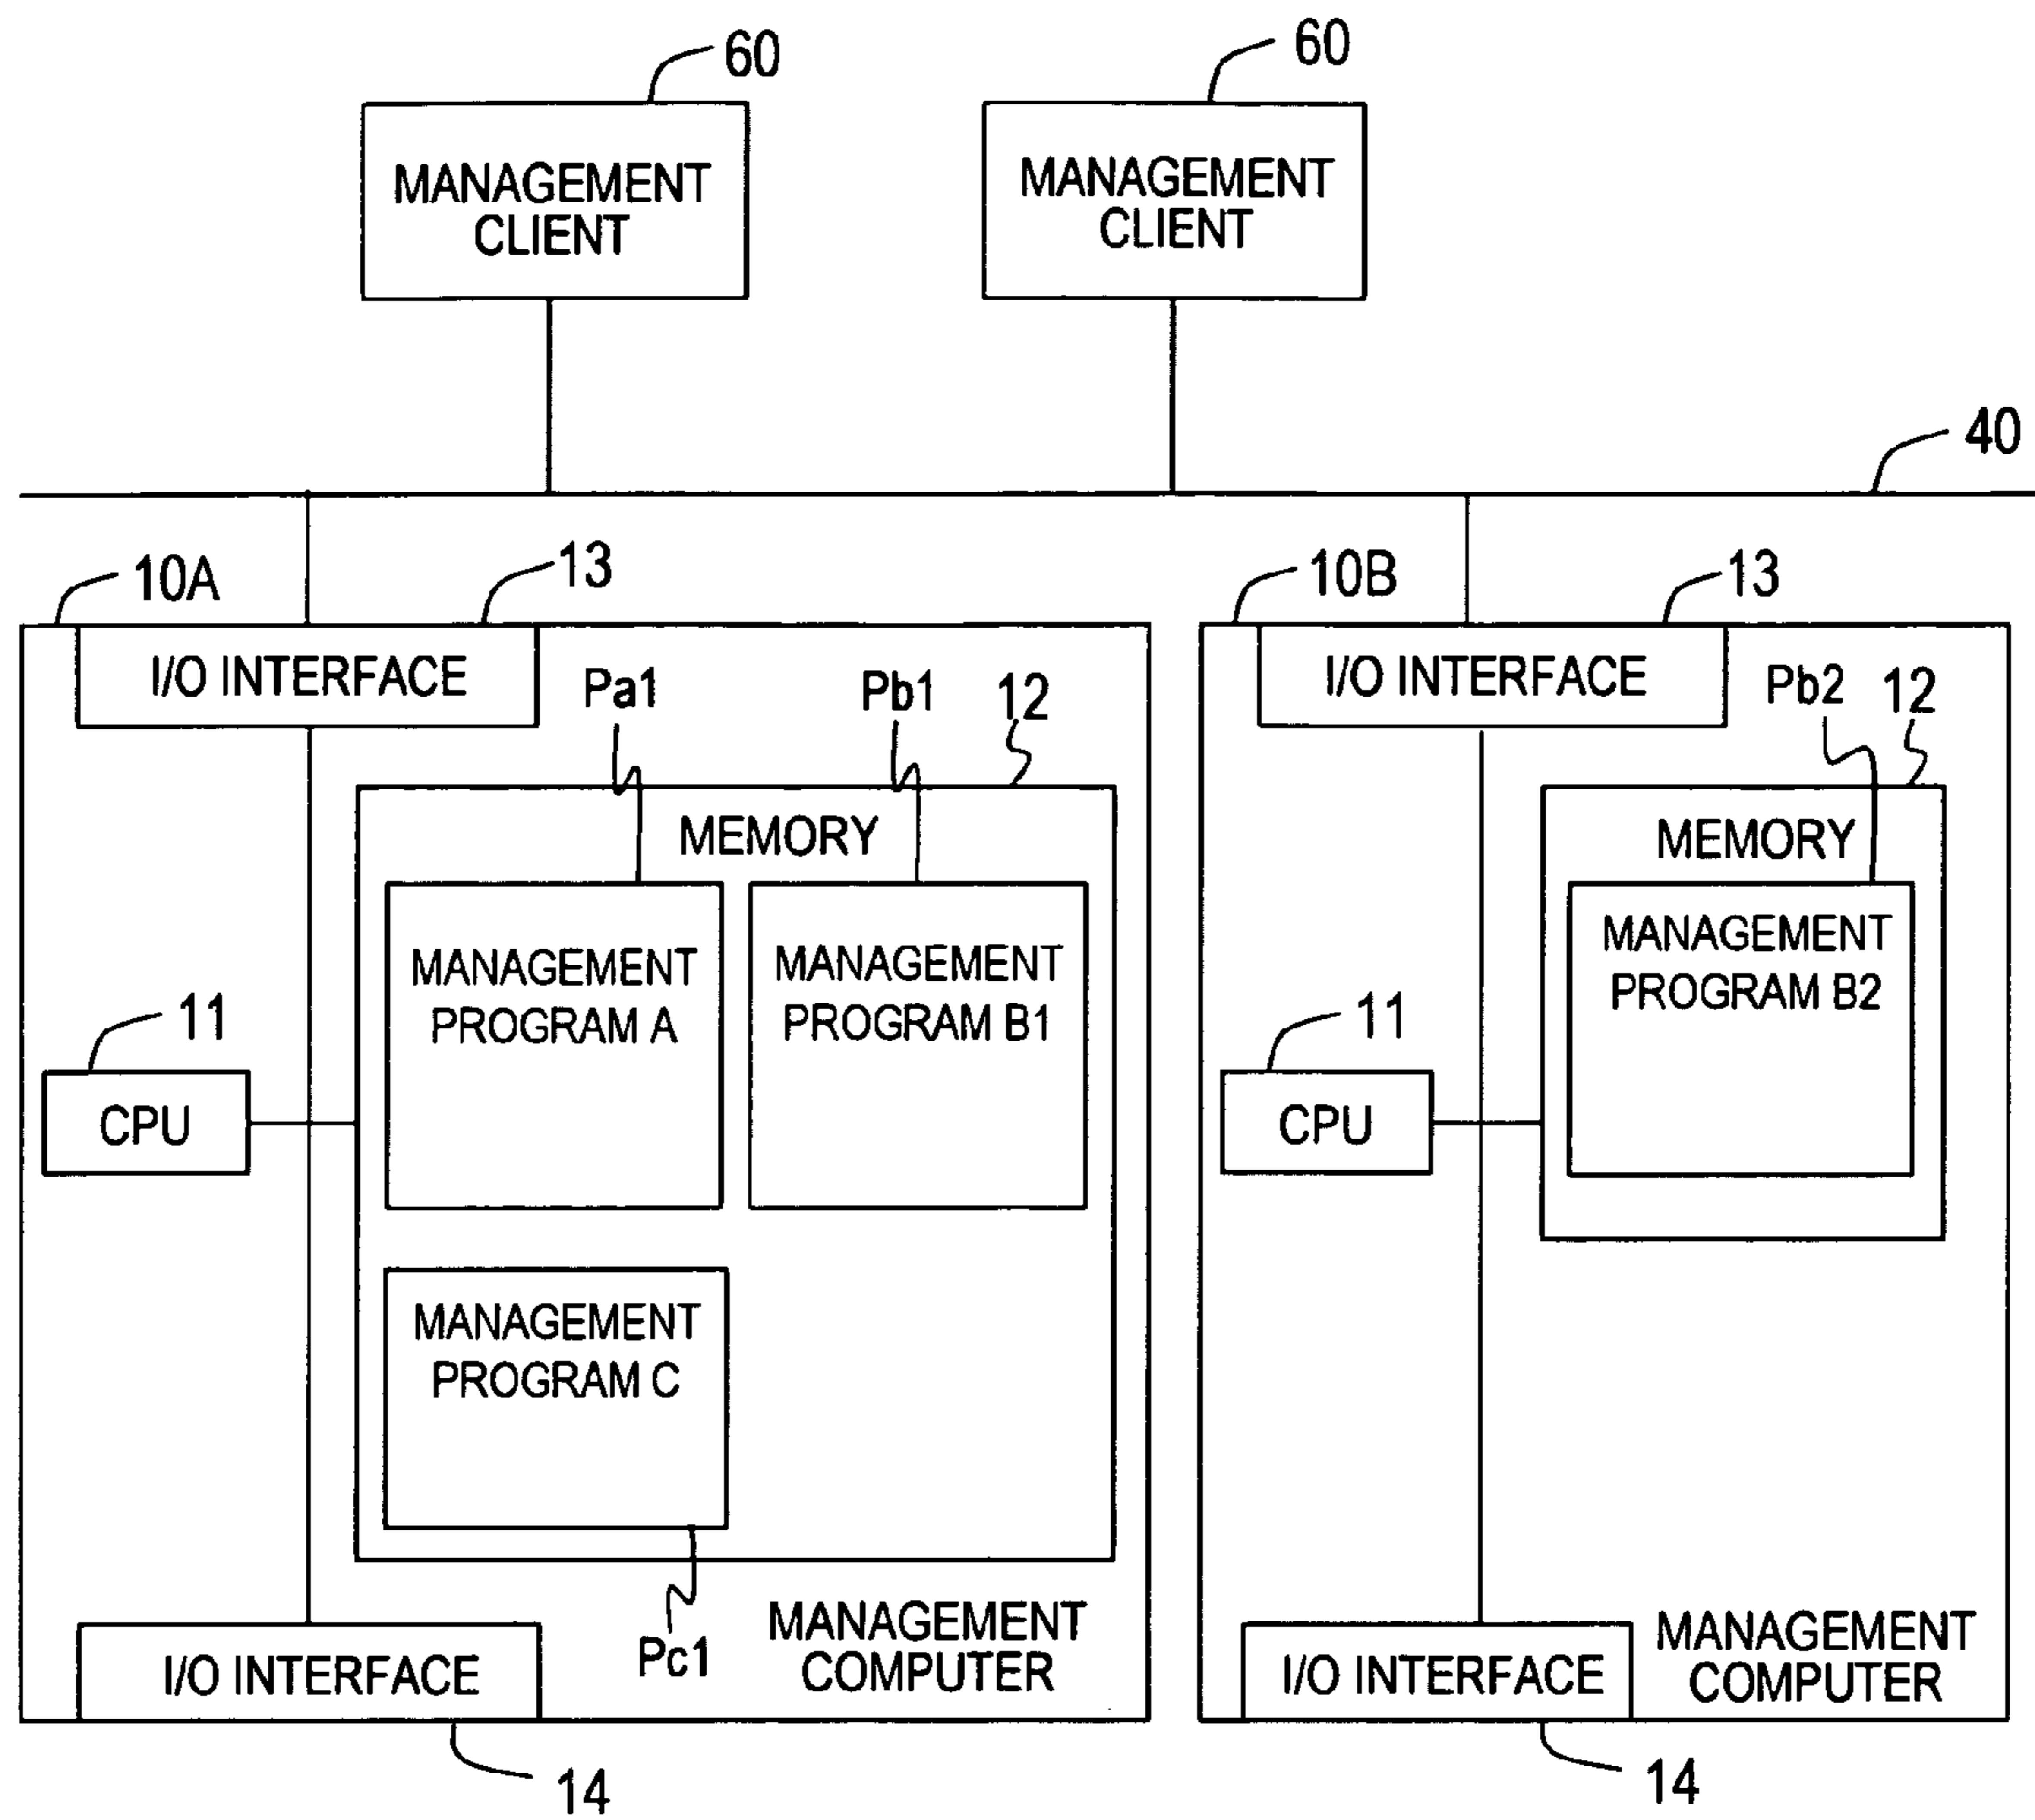 60
60
MANAGEMENT
CLIENT
MANAGEMENT
CLIENT
40
10A
13
10B
13
I/O INTERFACE
I/O INTERFACE
Pa1
Pb1
12
Pb2
12
MEMORY
MEMORY
MANAGEMENT
PROGRAM A
MANAGEMENT
PROGRAM B1
MANAGEMENT
PROGRAM B2
11
CPU
11
CPU
MANAGEMENT
PROGRAM C
Pc1
MANAGEMENT
COMPUTER
MANAGEMENT
COMPUTER
I/O INTERFACE
I/O INTERFACE
14
14